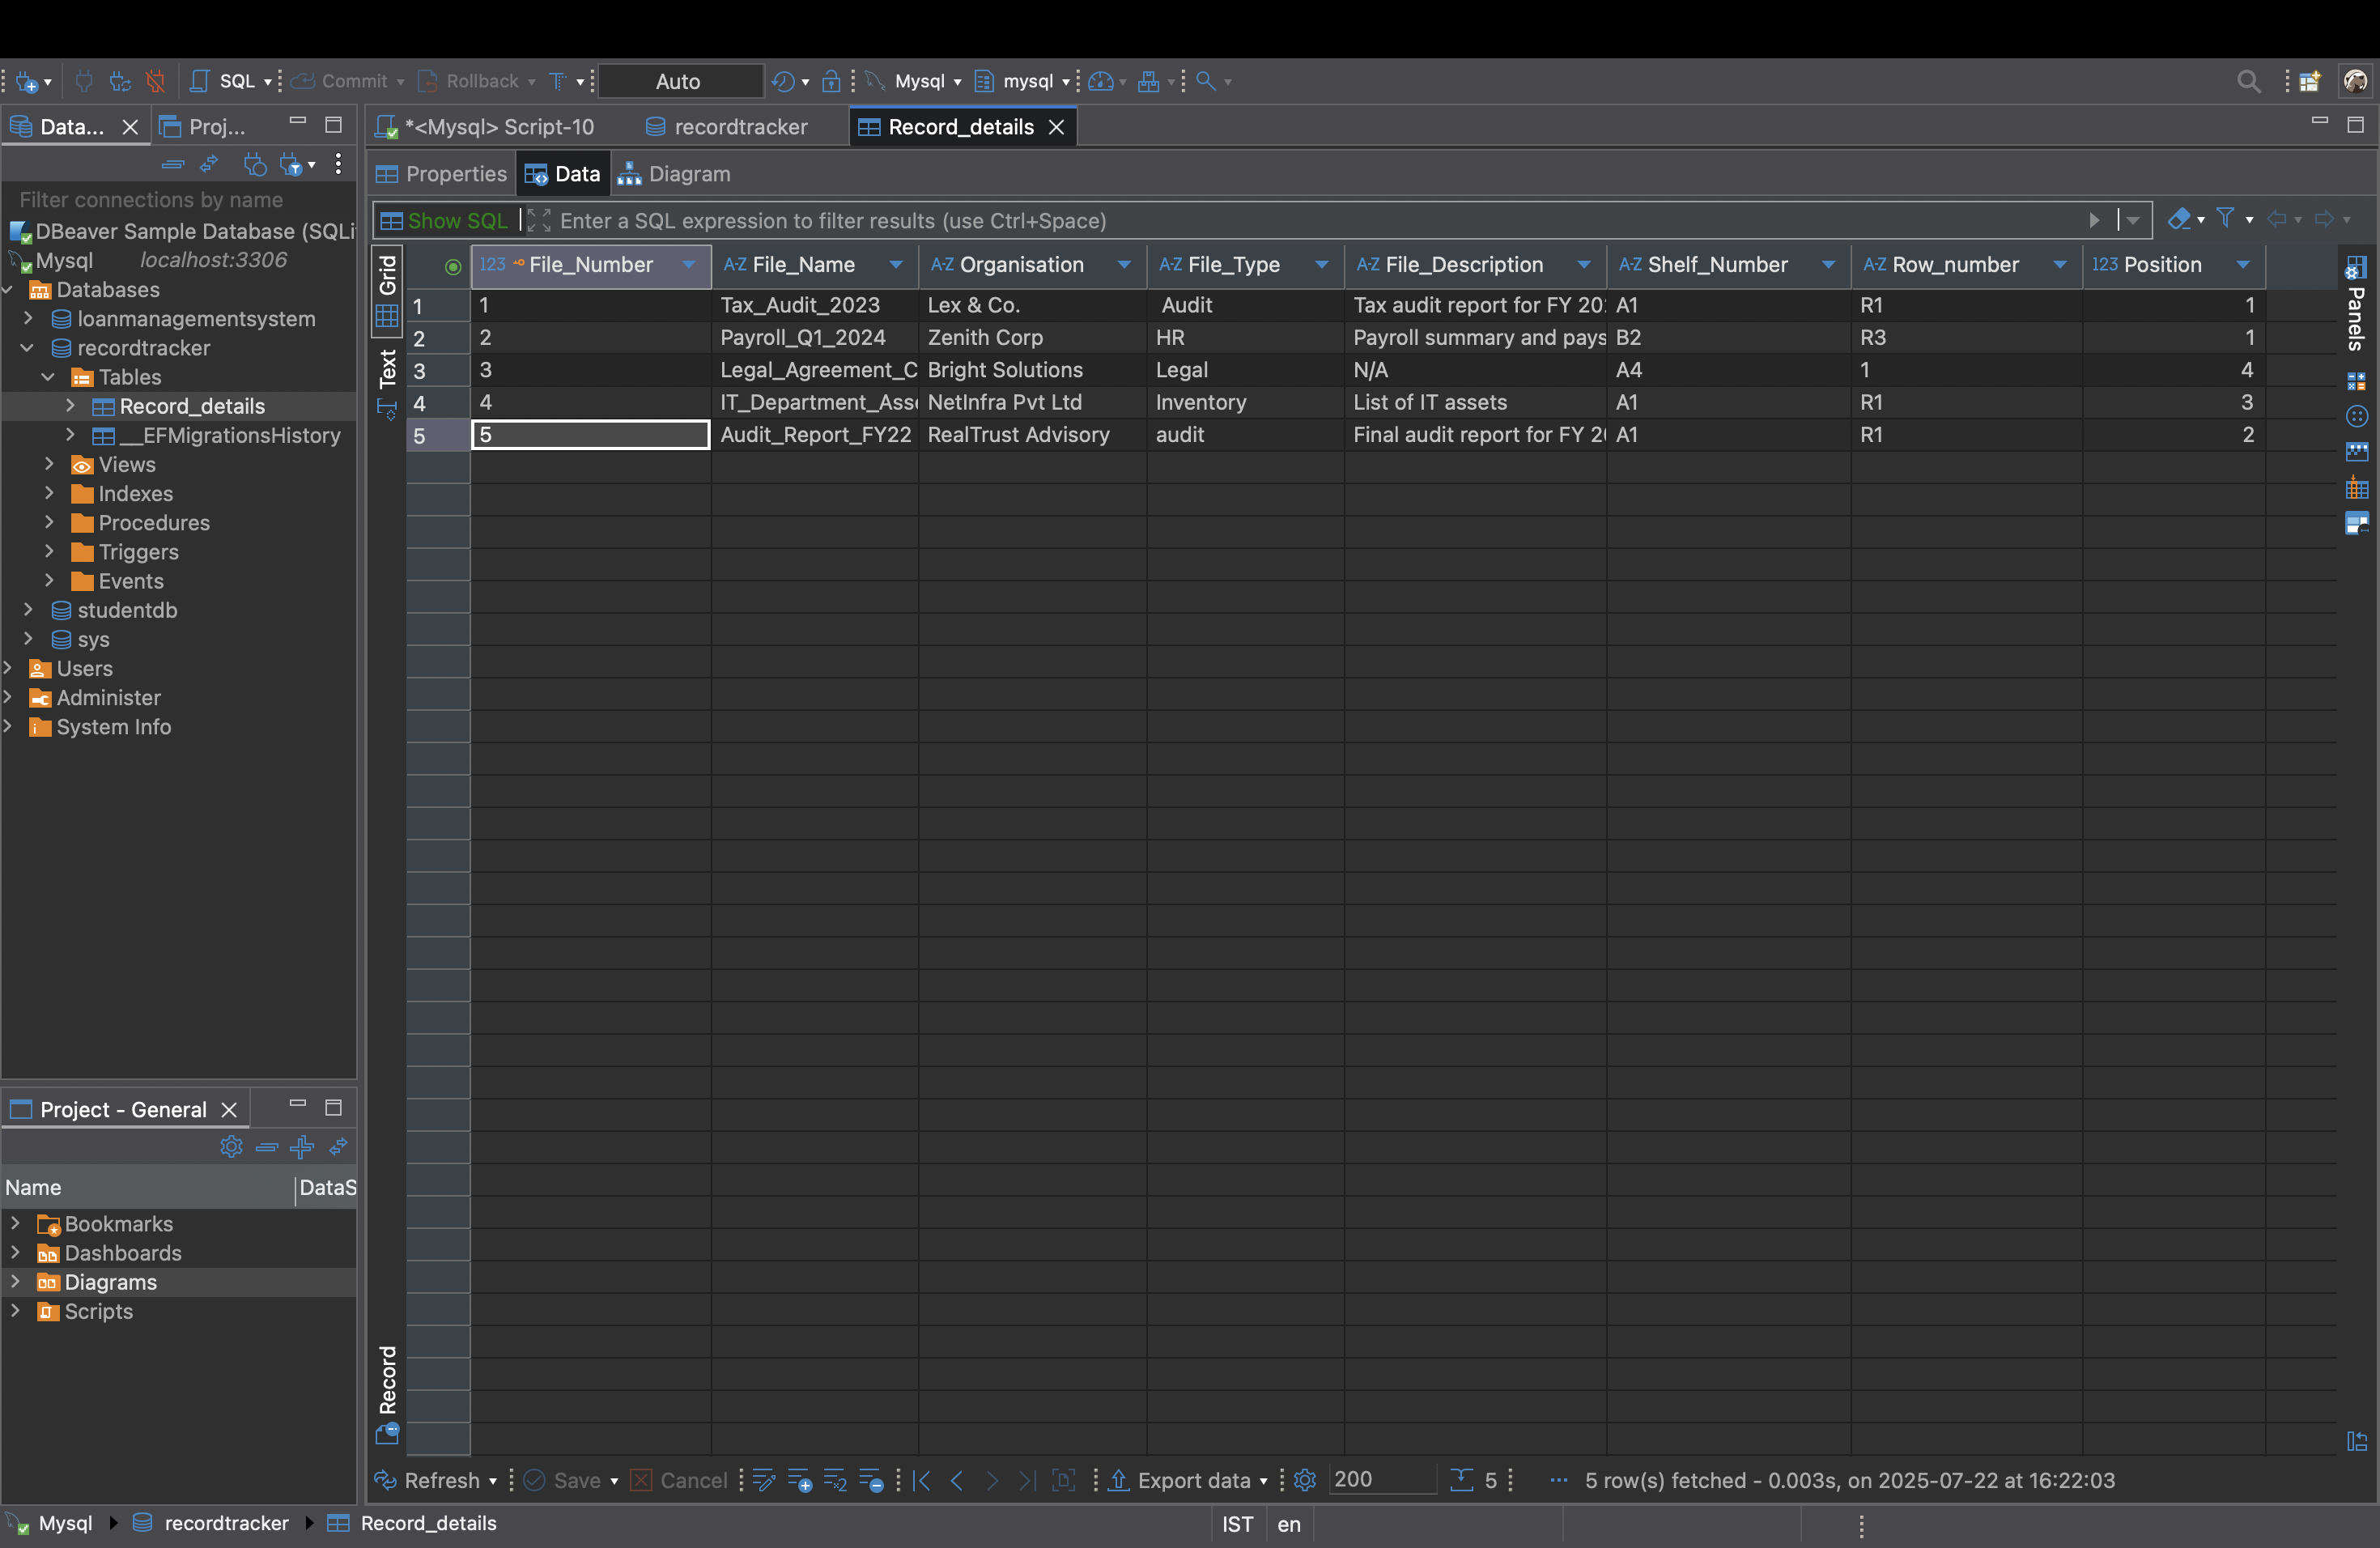 SQL Commit Rollback Auto Mysql mysql
Data... Proj...
*<Mysql> Script-10 recordtracker Record_details
Properties Data Diagram
Filter connections by name
DBeaver Sample Database (SQLi
Mysql localhost:3306
Databases
loanmanagementsystem
recordtracker
Tables
Record_details
__EFMigrationsHistory
Views
Indexes
Procedures
Triggers
Events
studentdb
sys
Users
Administer
System Info
Project - General
Name DataS
Bookmarks
Dashboards
Diagrams
Scripts
Show SQL Enter a SQL expression to filter results (use Ctrl+Space)
Grid
Text
Record
Panels
123 File_Number A-Z File_Name A-Z Organisation A-Z File_Type A-Z File_Description A-Z Shelf_Number A-Z Row_number 123 Position
1 1 Tax_Audit_2023 Lex & Co. Audit Tax audit report for FY 20 A1 R1 1
2 2 Payroll_Q1_2024 Zenith Corp HR Payroll summary and pays B2 R3 1
3 3 Legal_Agreement_C Bright Solutions Legal N/A A4 1 4
4 4 IT_Department_Ass NetInfra Pvt Ltd Inventory List of IT assets A1 R1 3
5 5 Audit_Report_FY22 RealTrust Advisory audit Final audit report for FY 2 A1 R1 2
Refresh Save Cancel Export data 200 5 ... 5 row(s) fetched - 0.003s, on 2025-07-22 at 16:22:03
Mysql recordtracker Record_details IST en